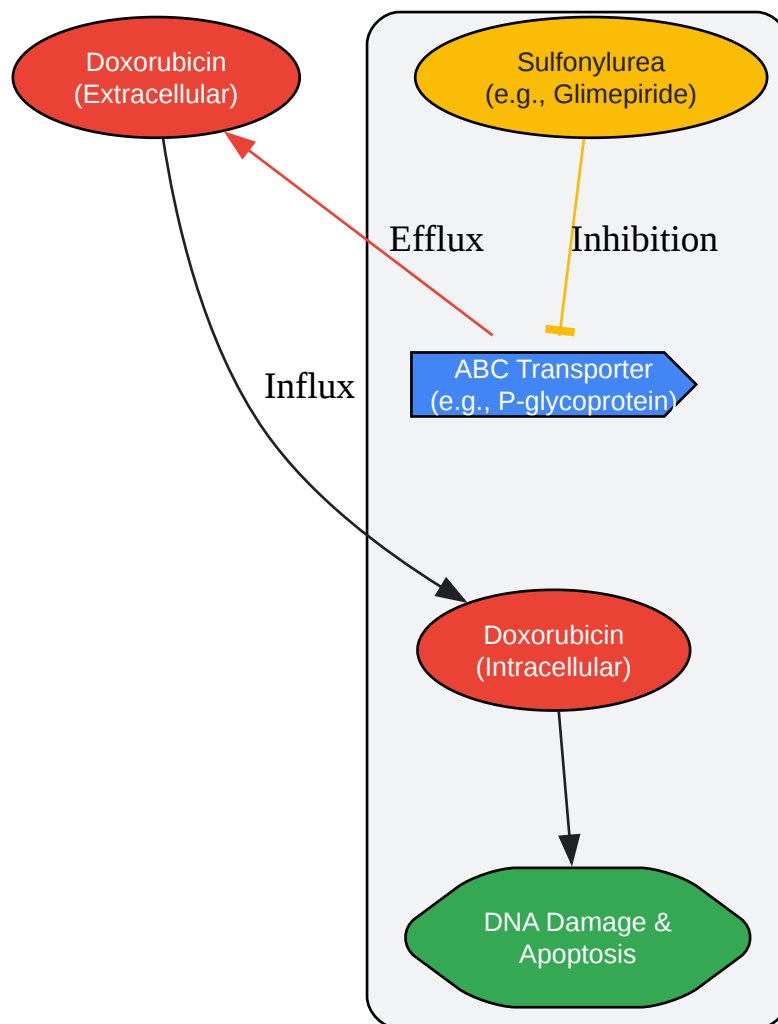 Doxorubicin
(Extracellular)
Sulfonylurea
(e.g., Glimepiride)
Efflux
Inhibition
ABC Transporter
(e.g., P-glycoprotein)
Influx
Doxorubicin
(Intracellular)
DNA Damage &
Apoptosis